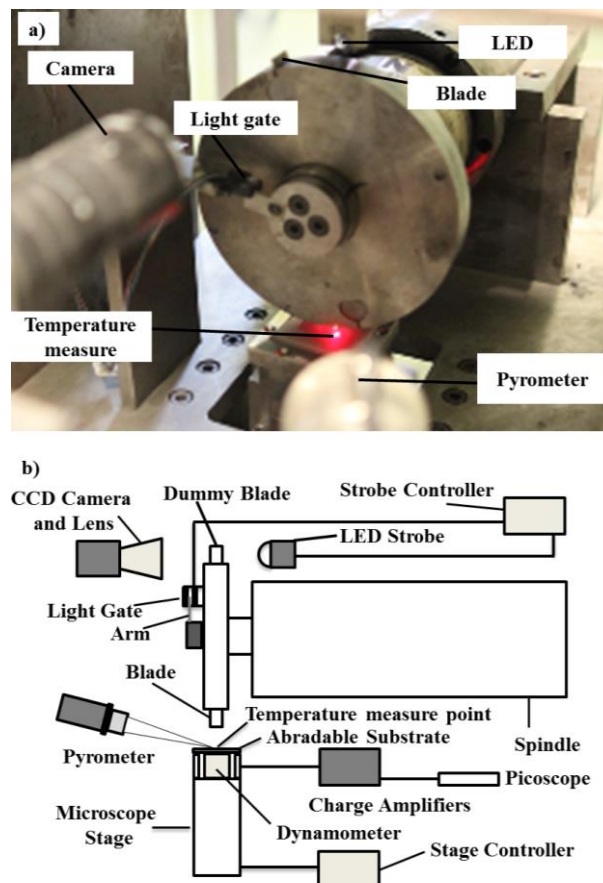 a)
LED
Camera
Blade
Light gate
Temperature
measure
Pyrometer
b)
Dummy Blade
Strobe Controller
CCD Camera
and Lens
LED Strobe
Light Gate
Arm
Blade
Temperature measure point
Abradable Substrate
Spindle
Pyrometer
Picoscope
Charge Amplifiers
Microscope
Stage
Dynamometer
Stage Controller